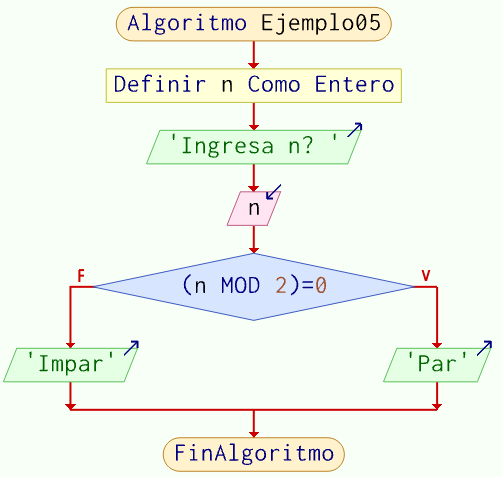 Algoritmo Ejemplo05
Definir n Como Entero
'Ingresa n? '
n
F
V
(n MOD 2)=0
'Impar'
'Par'
FinAlgoritmo